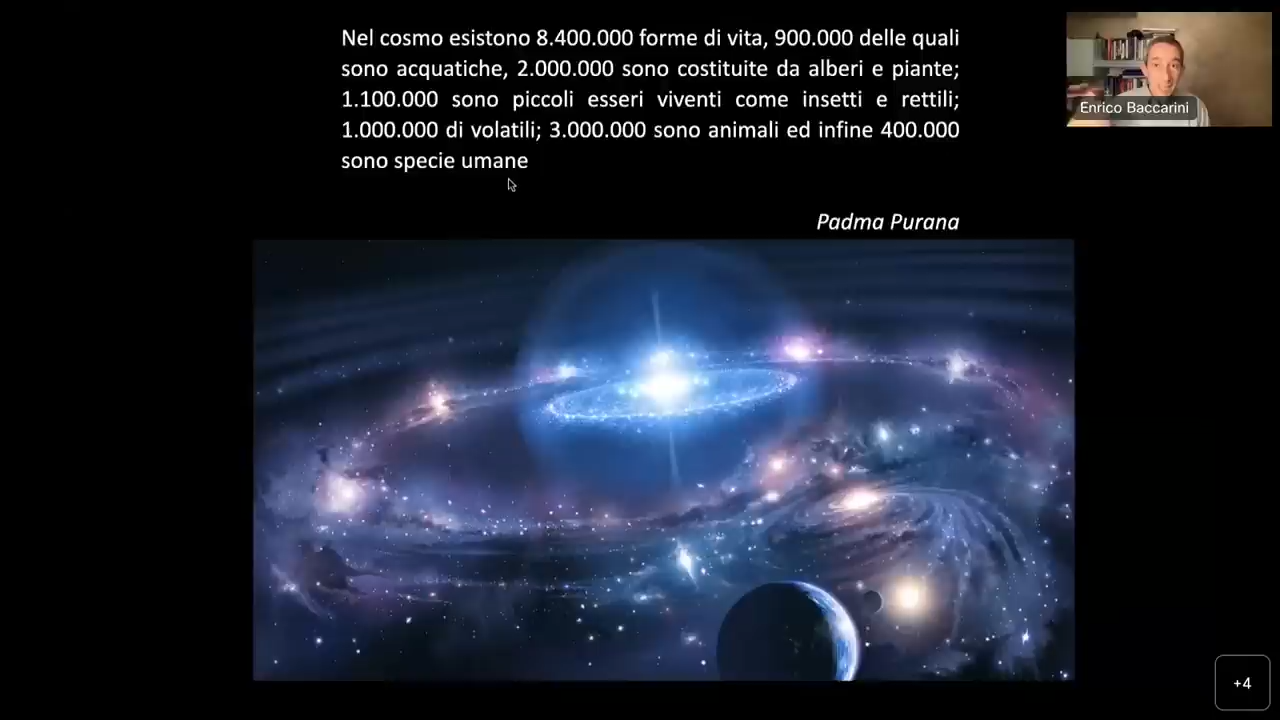 Nel cosmo esistono 8.400.000 forme di vita, 900.000 delle quali
sono acquatiche, 2.000.000 sono costituite da alberi e piante;
1.100.000 sono piccoli esseri viventi come insetti e rettili;
1.000.000 di volatili; 3.000.000 sono animali ed infine 400.000
sono specie umane
Padma Purana
Enrico Baccarini
+4